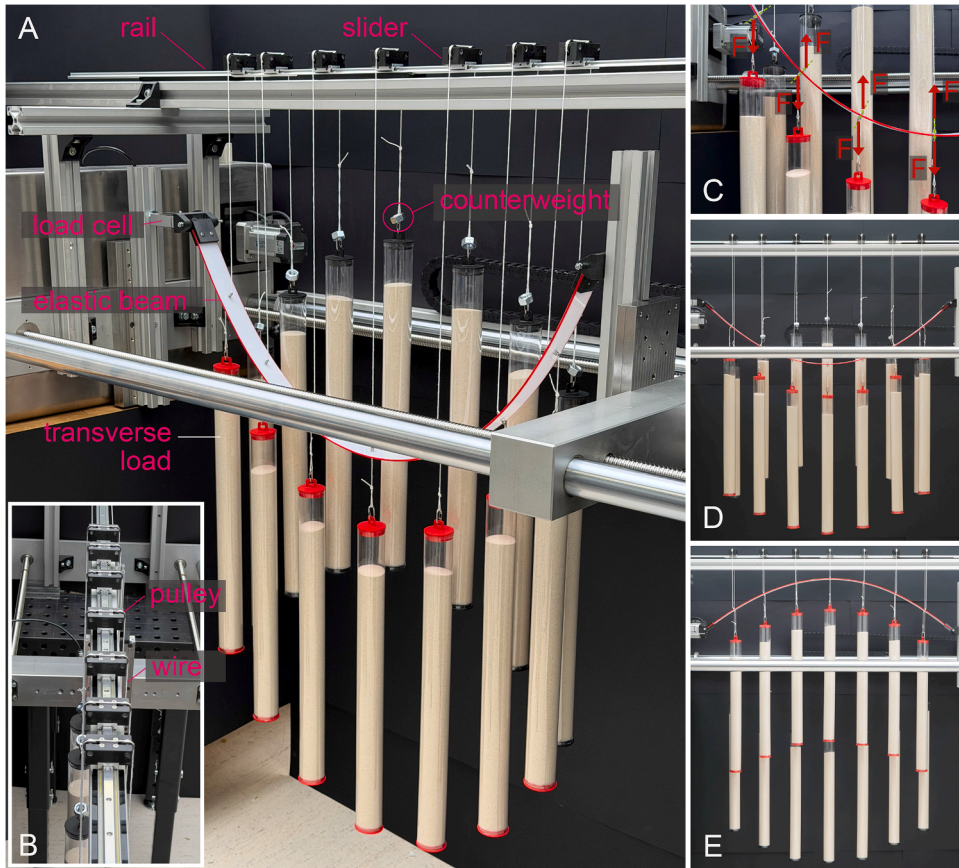 A
rail
slider
load cell
counterweight
elastic beam
transverse
load
B
pulley
wire
C
F
F
F
F
F
F
F
F
D
E